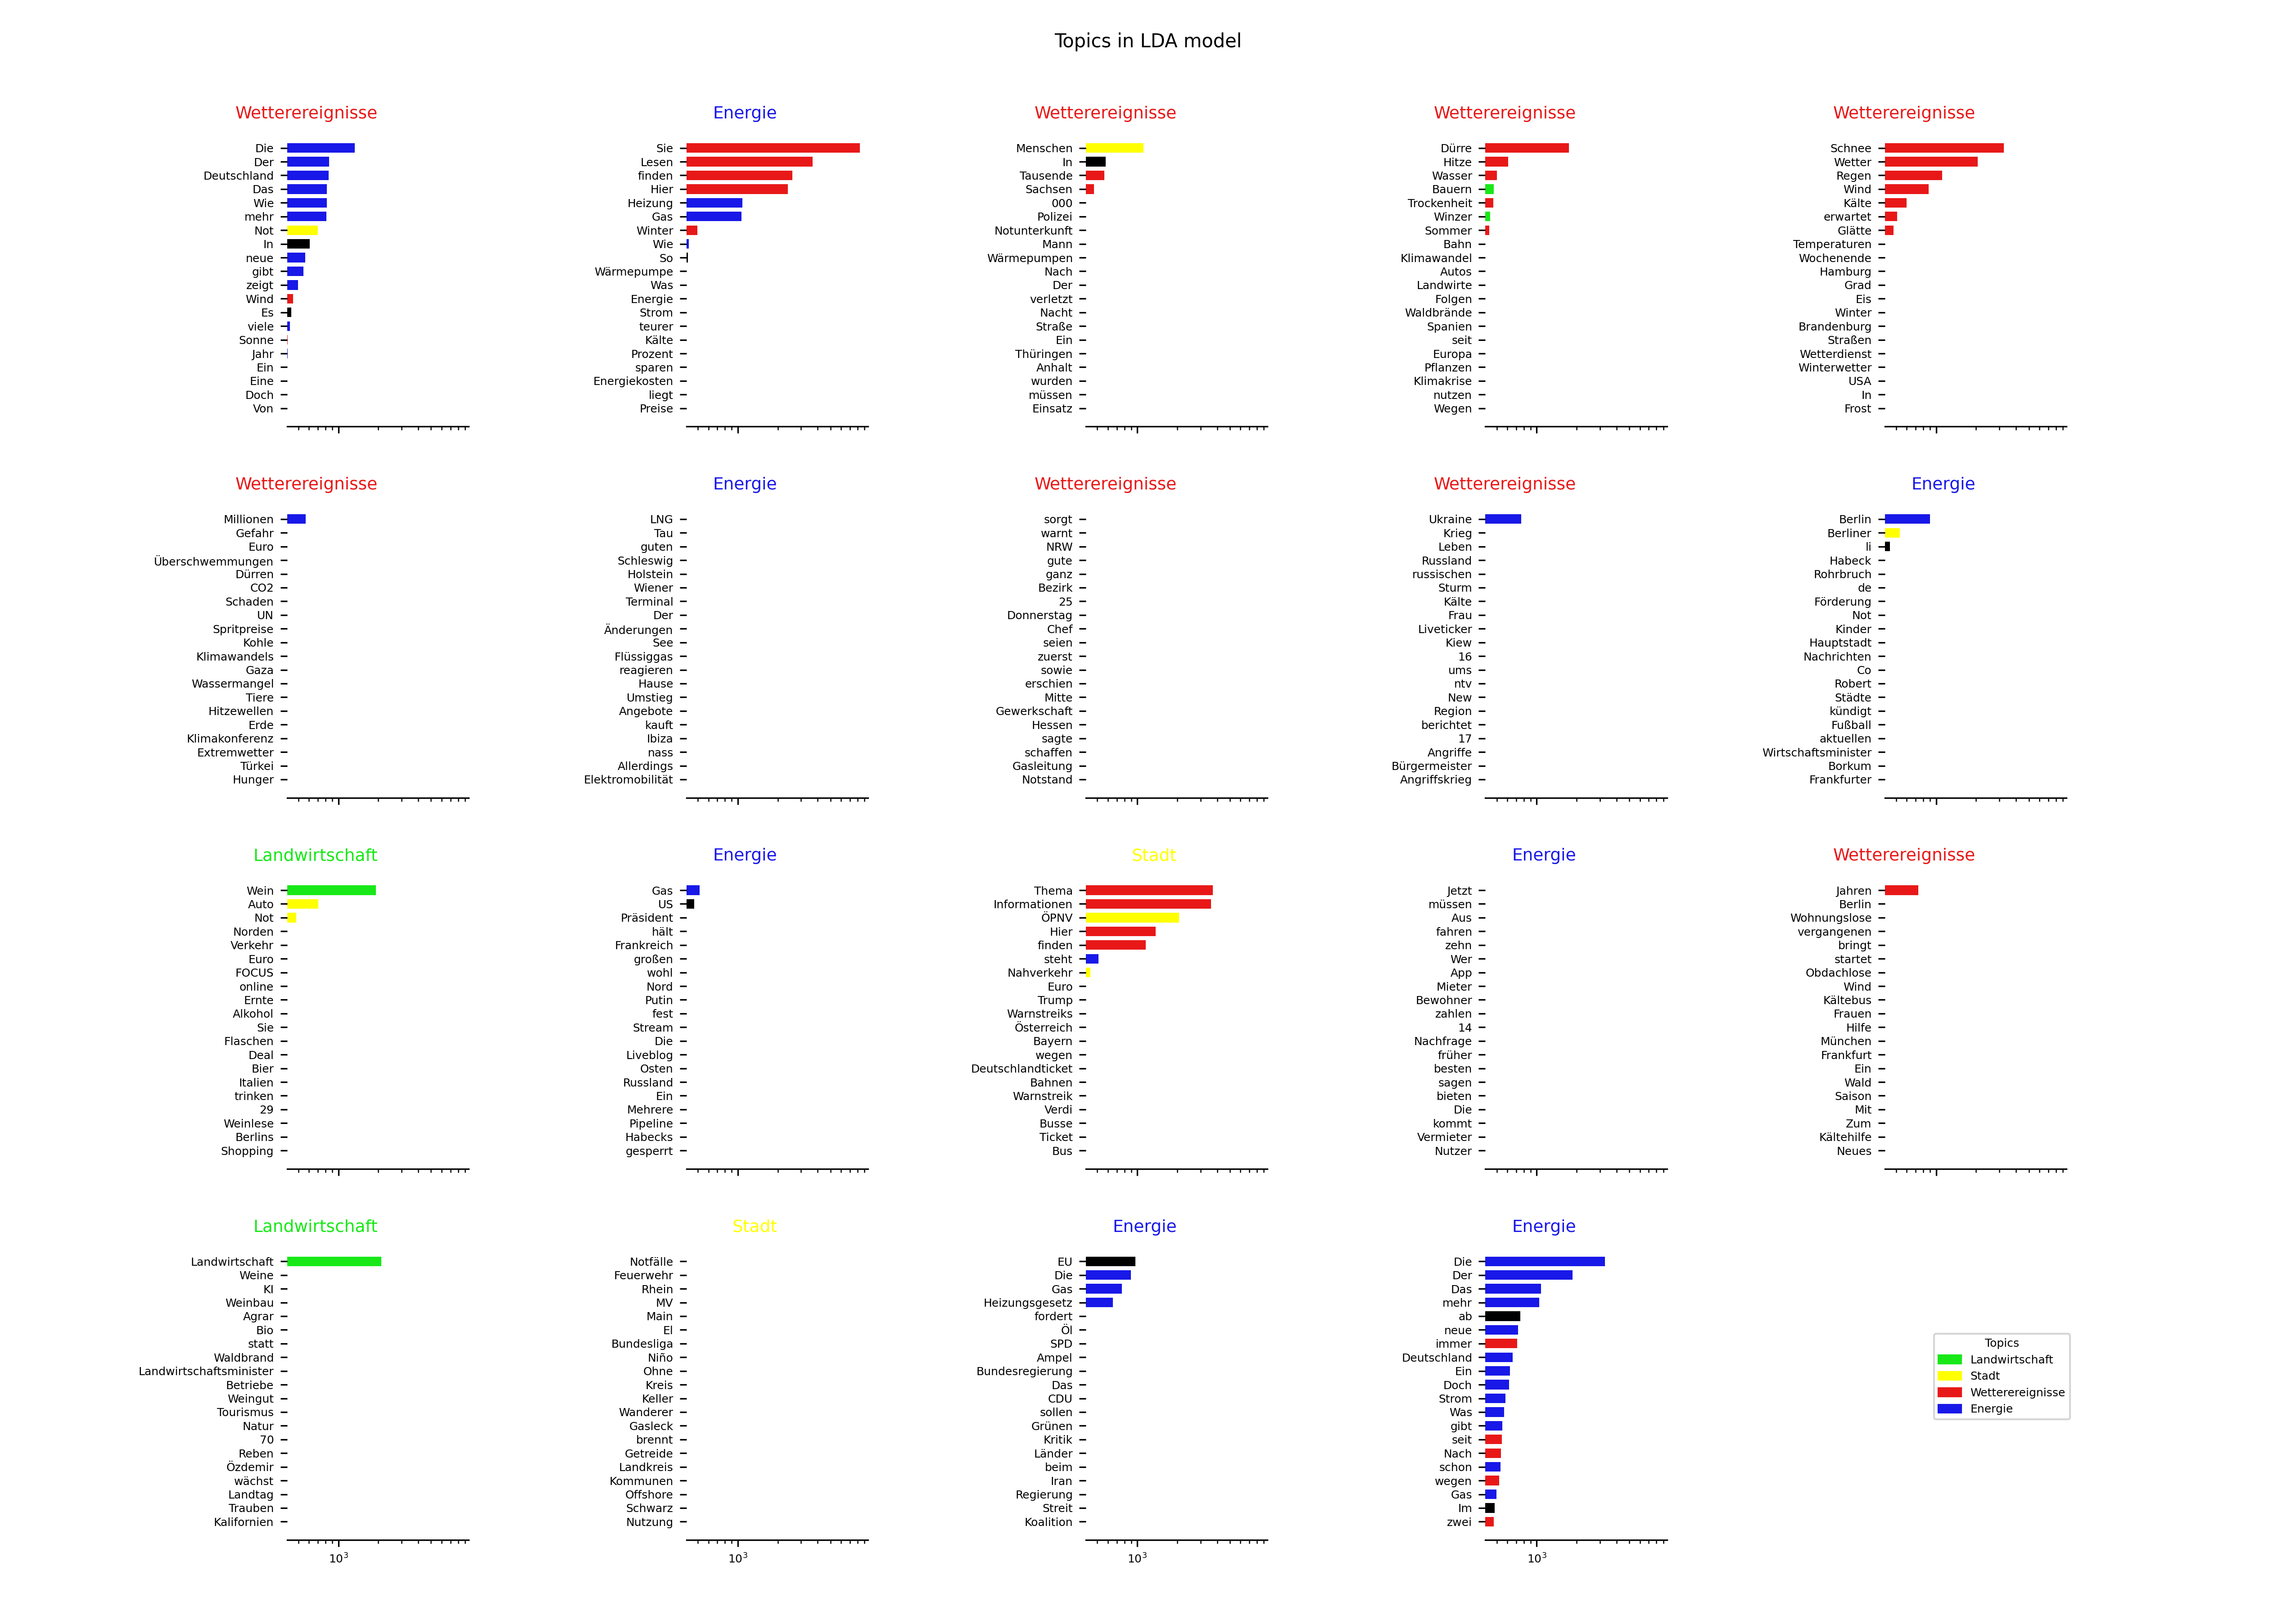 Topics in LDA model
Wetterereignisse
Die
Der
Deutschland
Das
Wie
mehr
Not
In
neue
gibt
zeigt
Wind
Es
viele
Sonne
Jahr
Ein
Eine
Doch
Von
Energie
Sie
Lesen
finden
Hier
Heizung
Gas
Winter
Wie
So
Wärmepumpe
Was
Energie
Strom
teurer
Kälte
Prozent
sparen
Energiekosten
liegt
Preise
Wetterereignisse
Menschen
In
Tausende
Sachsen
000
Polizei
Notunterkunft
Mann
Wärmepumpen
Nach
Der
verletzt
Nacht
Straße
Ein
Thüringen
Anhalt
wurden
müssen
Einsatz
Wetterereignisse
Dürre
Hitze
Wasser
Bauern
Trockenheit
Winzer
Sommer
Bahn
Klimawandel
Autos
Landwirte
Folgen
Waldbrände
Spanien
seit
Europa
Pflanzen
Klimakrise
nutzen
Wegen
Wetterereignisse
Schnee
Wetter
Regen
Wind
Kälte
erwartet
Glätte
Temperaturen
Wochenende
Hamburg
Grad
Eis
Winter
Brandenburg
Straßen
Wetterdienst
Winterwetter
USA
In
Frost
Wetterereignisse
Millionen
Gefahr
Euro
Überschwemmungen
Dürren
CO2
Schaden
UN
Spritpreise
Kohle
Klimawandels
Gaza
Wassermangel
Tiere
Hitzewellen
Erde
Klimakonferenz
Extremwetter
Türkei
Hunger
Energie
LNG
Tau
guten
Schleswig
Holstein
Wiener
Terminal
Der
Änderungen
See
Flüssiggas
reagieren
Hause
Umstieg
Angebote
kauft
Ibiza
nass
Allerdings
Elektromobilität
Wetterereignisse
sorgt
warnt
NRW
gute
ganz
Bezirk
25
Donnerstag
Chef
seien
zuerst
sowie
erschien
Mitte
Gewerkschaft
Hessen
sagte
schaffen
Gasleitung
Notstand
Wetterereignisse
Ukraine
Krieg
Leben
Russland
russischen
Sturm
Kälte
Frau
Liveticker
Kiew
16
ums
ntv
New
Region
berichtet
17
Angriffe
Bürgermeister
Angriffskrieg
Energie
Berlin
Berliner
li
Habeck
Rohrbruch
de
Förderung
Not
Kinder
Hauptstadt
Nachrichten
Co
Robert
Städte
kündigt
Fußball
aktuellen
Wirtschaftsminister
Borkum
Frankfurter
Landwirtschaft
Wein
Auto
Not
Norden
Verkehr
Euro
FOCUS
online
Ernte
Alkohol
Sie
Flaschen
Deal
Bier
Italien
trinken
29
Weinlese
Berlins
Shopping
Energie
Gas
US
Präsident
hält
Frankreich
großen
wohl
Nord
Putin
fest
Stream
Die
Liveblog
Osten
Russland
Ein
Mehrere
Pipeline
Habecks
gesperrt
Stadt
Thema
Informationen
ÖPNV
Hier
finden
steht
Nahverkehr
Euro
Trump
Warnstreiks
Österreich
Bayern
wegen
Deutschlandticket
Bahnen
Warnstreik
Verdi
Busse
Ticket
Bus
Energie
Jetzt
müssen
Aus
fahren
zehn
Wer
App
Mieter
Bewohner
zahlen
14
Nachfrage
früher
besten
sagen
bieten
Die
kommt
Vermieter
Nutzer
Wetterereignisse
Jahren
Berlin
Wohnungslose
vergangenen
bringt
startet
Obdachlose
Wind
Kältebus
Frauen
Hilfe
München
Frankfurt
Ein
Wald
Saison
Mit
Zum
Kältehilfe
Neues
Landwirtschaft
Landwirtschaft
Weine
KI
Weinbau
Agrar
Bio
statt
Waldbrand
Landwirtschaftsminister
Betriebe
Weingut
Tourismus
Natur
70
Reben
Özdemir
wächst
Landtag
Trauben
Kalifornien
10³
Stadt
Notfälle
Feuerwehr
Rhein
MV
Main
El
Bundesliga
Niño
Ohne
Kreis
Keller
Wanderer
Gasleck
brennt
Getreide
Landkreis
Kommunen
Offshore
Schwarz
Nutzung
10³
Energie
EU
Die
Gas
Heizungsgesetz
fordert
Öl
SPD
Ampel
Bundesregierung
Das
CDU
sollen
Grünen
Kritik
Länder
beim
Iran
Regierung
Streit
Koalition
10³
Energie
Die
Der
Das
mehr
ab
neue
immer
Deutschland
Ein
Doch
Strom
Was
gibt
seit
Nach
schon
wegen
Gas
Im
zwei
10³
Topics
Landwirtschaft
Stadt
Wetterereignisse
Energie